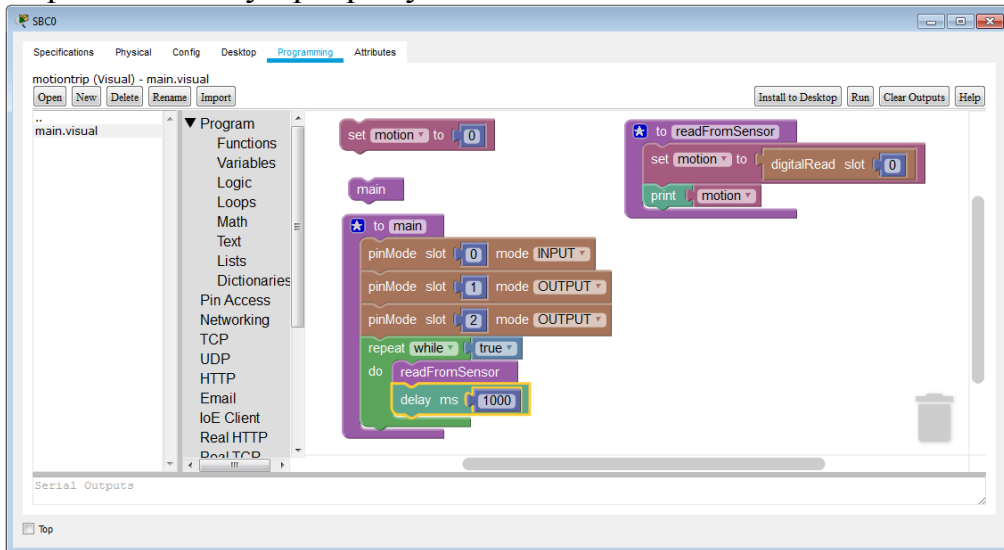 SBC0
Specifications Physical Config Desktop Programming Attributes
motiontrip (Visual) - main.visual
Open New Delete Rename Import Install to Desktop Run Clear Outputs Help
..
main.visual
Program
Functions
Variables
Logic
Loops
Math
Text
Lists
Dictionaries
Pin Access
Networking
TCP
UDP
HTTP
Email
IoE Client
Real HTTP
Real TCP
set motion to 0
main
to main
pinMode slot 0 mode INPUT
pinMode slot 1 mode OUTPUT
pinMode slot 2 mode OUTPUT
repeat while true
do readFromSensor
delay ms 1000
to readFromSensor
set motion to digitalRead slot 0
print motion
Serial Outputs
Top